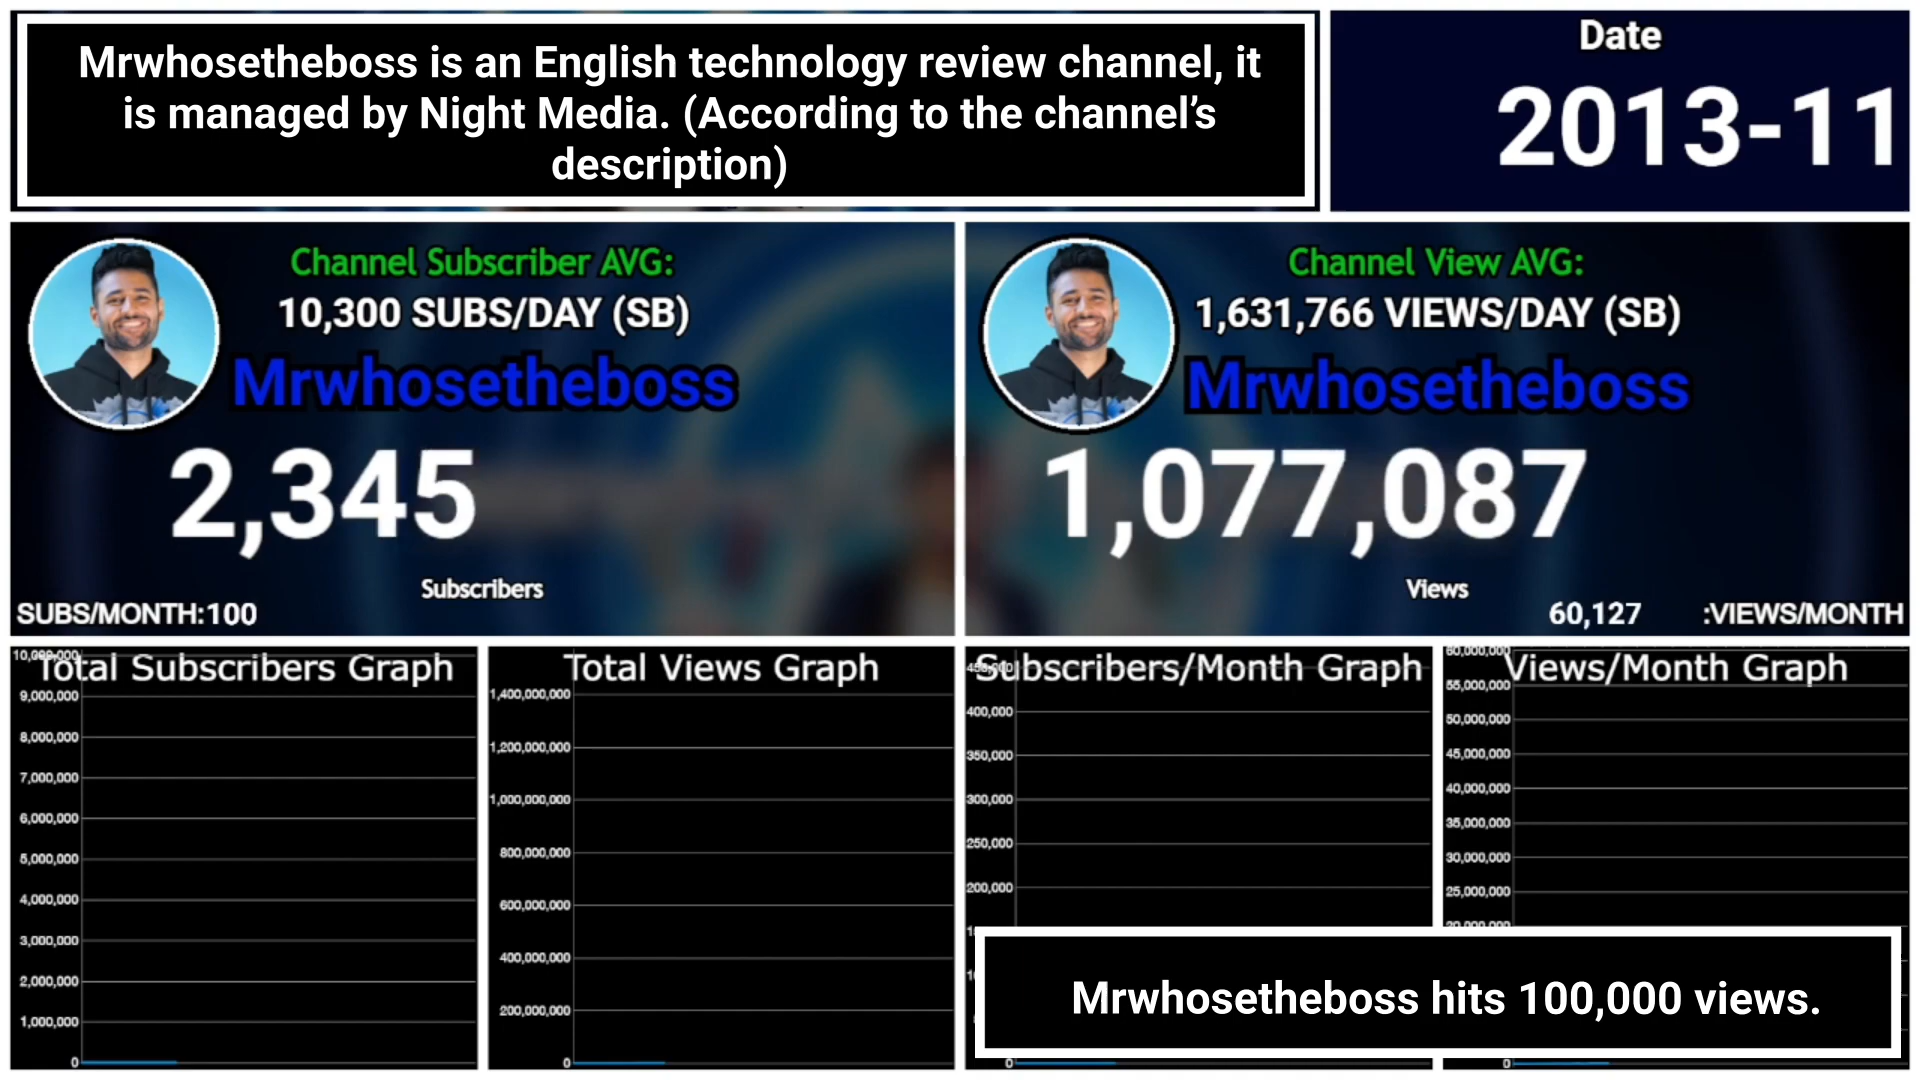 Mrwhosetheboss is an English technology review channel, it
is managed by Night Media. (According to the channel's
description)
Date
2013-11
Channel Subscriber AVG:
10,300 SUBS/DAY (SB)
Mrwhosetheboss
2,345
Subscribers
SUBS/MONTH:100
Channel View AVG:
1,631,766 VIEWS/DAY (SB)
Mrwhosetheboss
1,077,087
Views
60,127 :VIEWS/MONTH
Total Subscribers Graph
9,000,000
8,000,000
7,000,000
6,000,000
5,000,000
4,000,000
3,000,000
2,000,000
1,000,000
0
Total Views Graph
1,400,000,000
1,200,000,000
1,000,000,000
800,000,000
600,000,000
400,000,000
200,000,000
0
Subscribers/Month Graph
400,000
350,000
300,000
250,000
200,000
0
Views/Month Graph
60,000,000
55,000,000
50,000,000
45,000,000
40,000,000
35,000,000
30,000,000
25,000,000
20,000,000
0
Mrwhosetheboss hits 100,000 views.